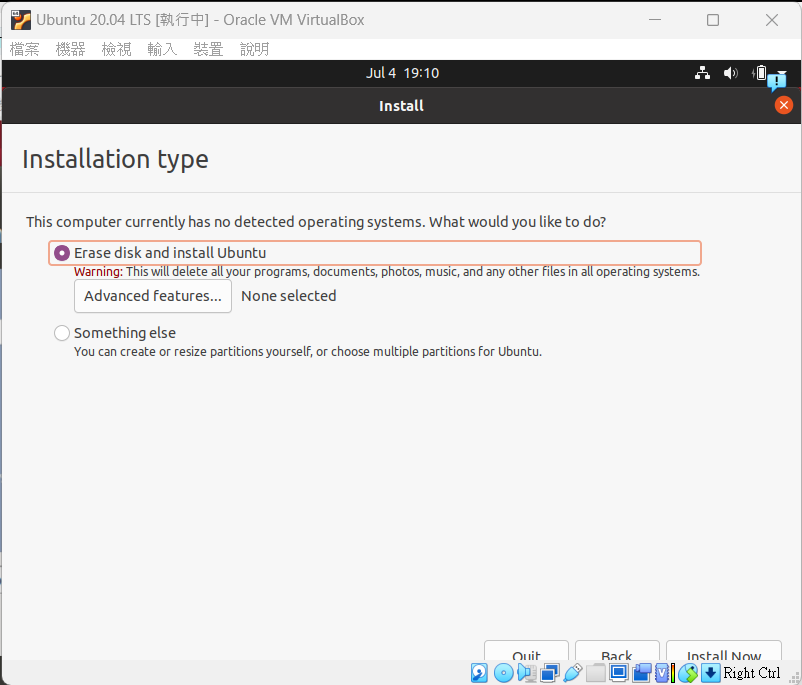 Ubuntu 20.04 LTS [執行中] - Oracle VM VirtualBox
檔案 機器 檢視 輸入 裝置 說明
Jul 4 19:10
Install
Installation type
This computer currently has no detected operating systems. What would you like to do?
Erase disk and install Ubuntu
Warning: This will delete all your programs, documents, photos, music, and any other files in all operating systems.
Advanced features... None selected
Something else
You can create or resize partitions yourself, or choose multiple partitions for Ubuntu.
Quit Back Install Now
Right Ctrl